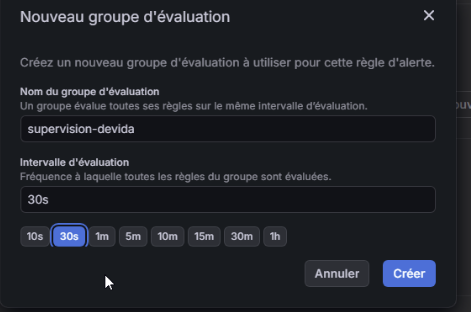 Nouveau groupe d'évaluation
Créez un nouveau groupe d'évaluation à utiliser pour cette règle d'alerte.
Nom du groupe d'évaluation
Un groupe évalue toutes ses règles sur le même intervalle d'évaluation.
supervision-devida
Intervalle d'évaluation
Fréquence à laquelle toutes les règles du groupe sont évaluées.
30s
10s 30s 1m 5m 10m 15m 30m 1h
Annuler Créer